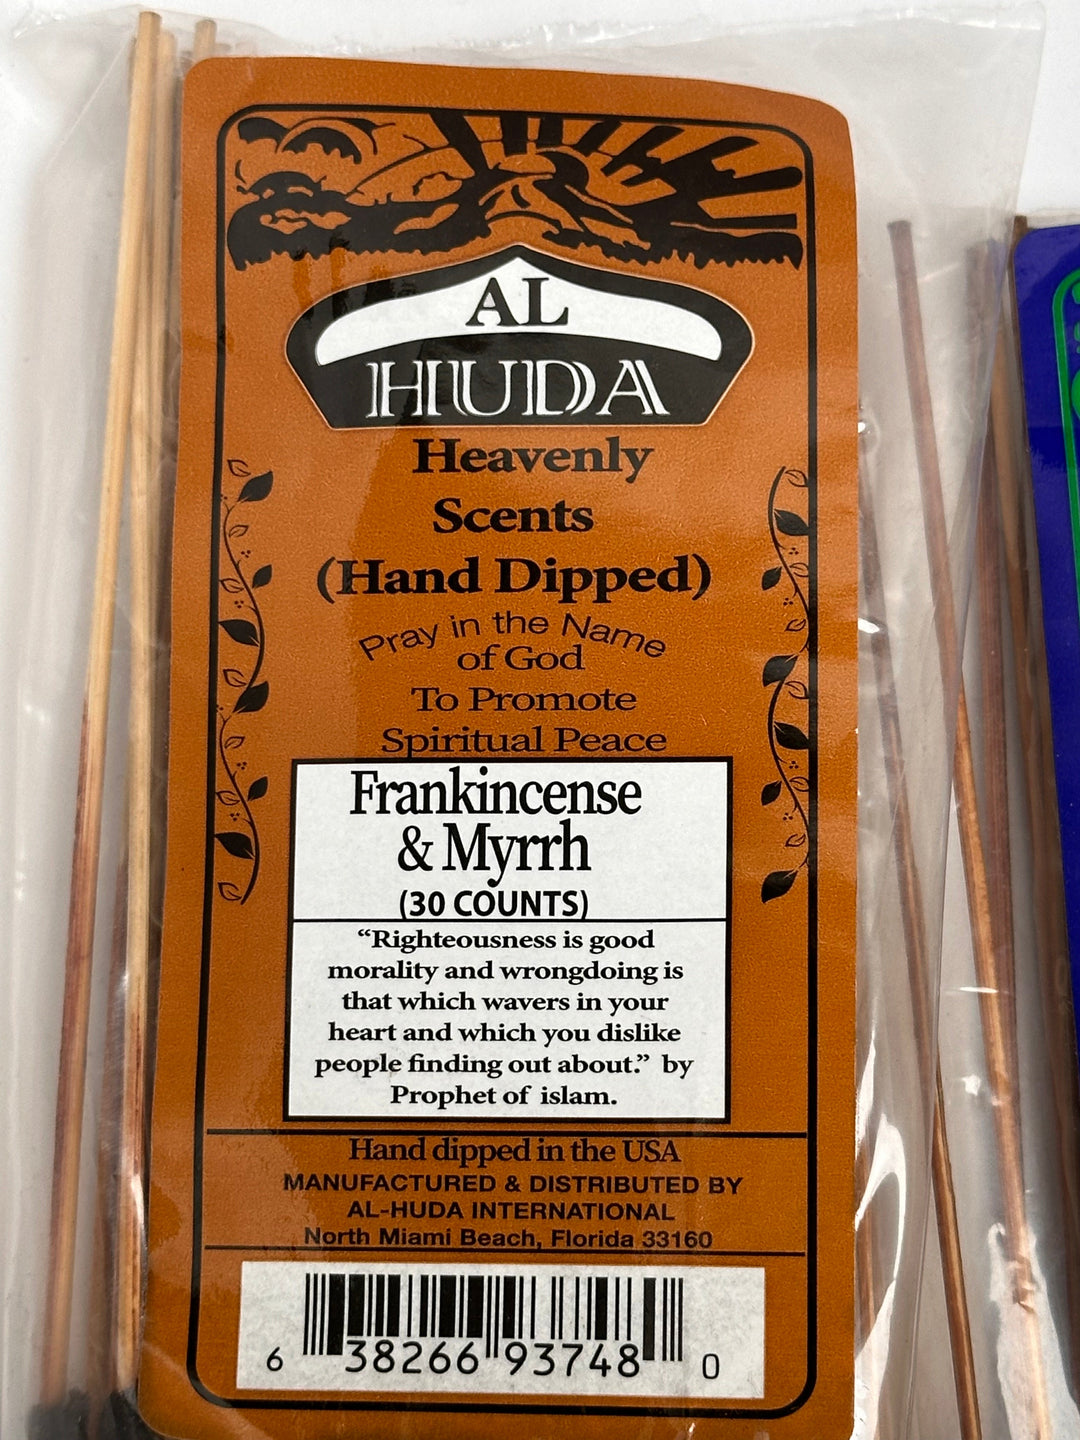 AL
HUDA
Heavenly
Scents
(Hand Dipped)
Pray in the Name
of God
To Promote
Spiritual Peace
Frankincense
& Myrrh
(30 COUNTS)
“Righteousness is good
morality and wrongdoing is
that which wavers in your
heart and which you dislike
people finding out about.” by
Prophet of islam.
Hand dipped in the USA
MANUFACTURED & DISTRIBUTED BY
AL-HUDA INTERNATIONAL
North Miami Beach, Florida 33160
6 38266 93748 0